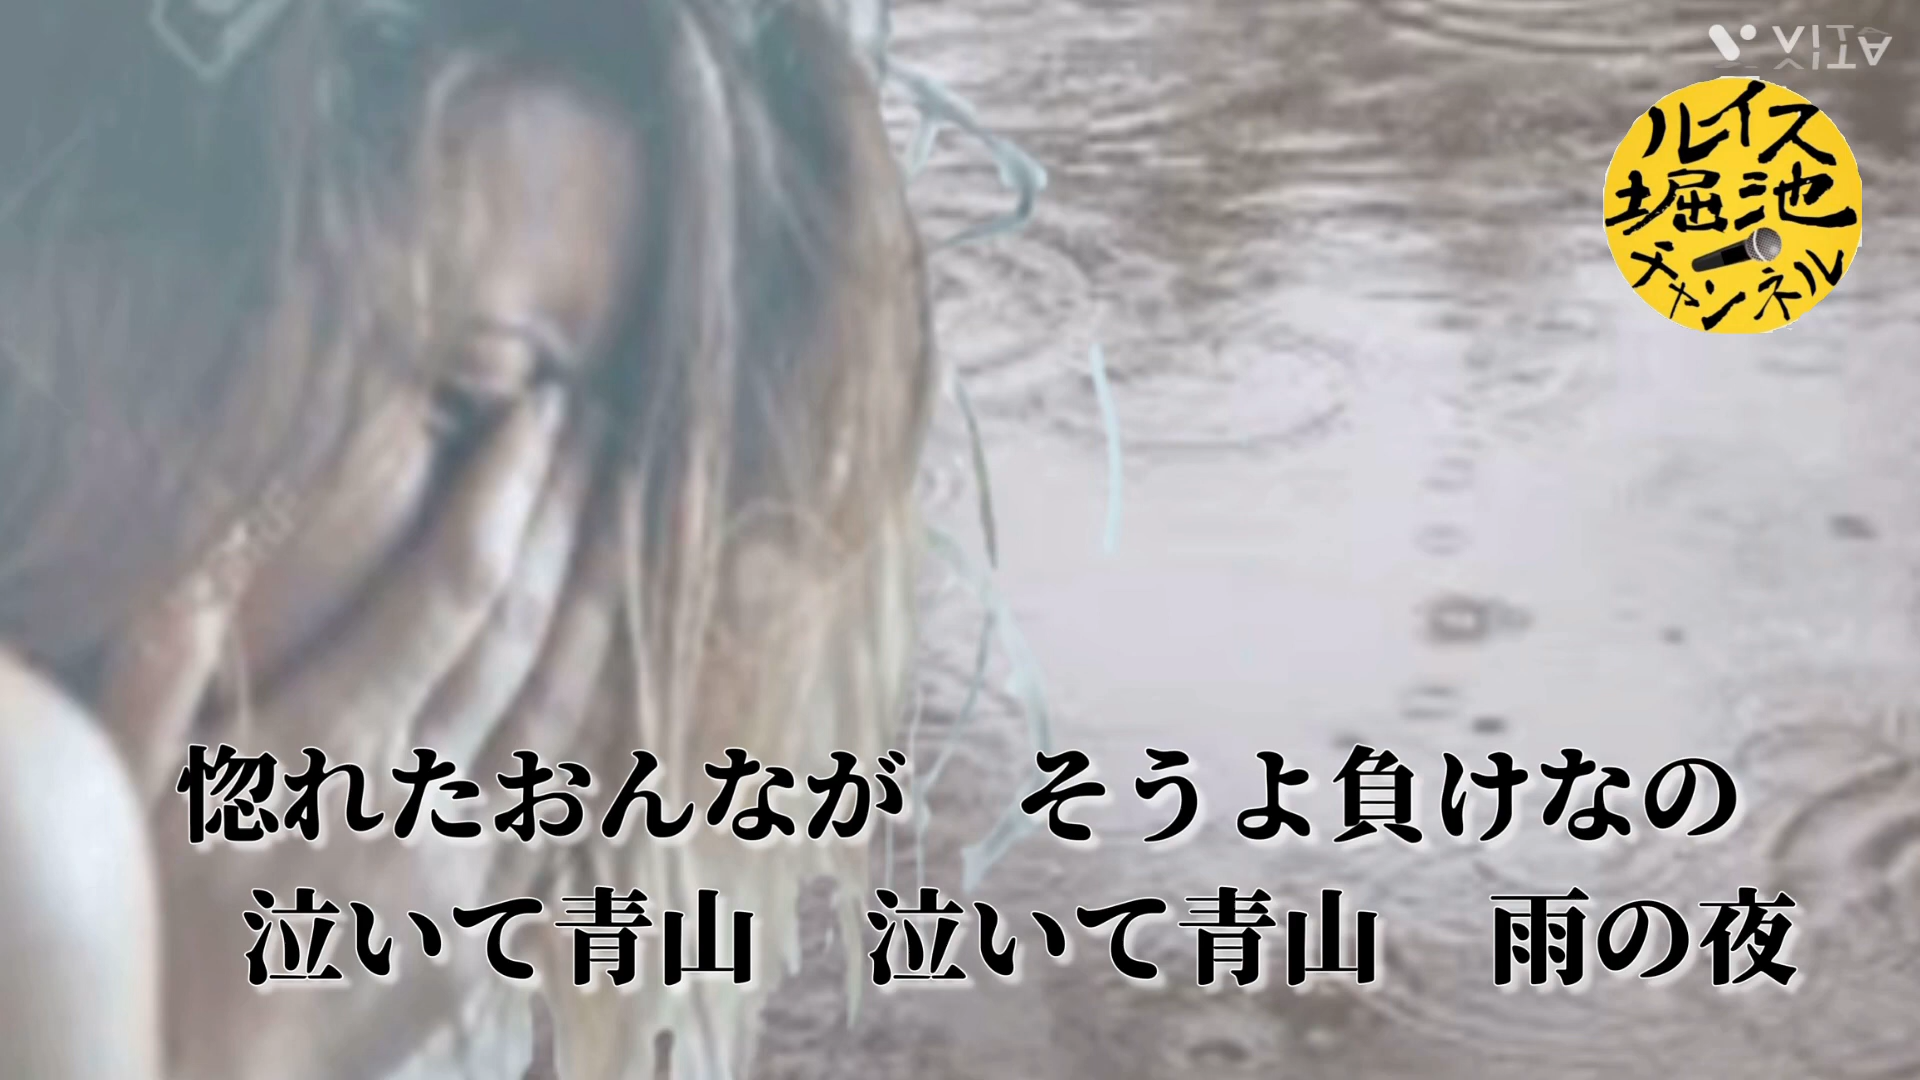 VITA
ルイス
堀池
チャンネル
惚れたおんなが　そうよ負けなの
泣いて青山　泣いて青山　雨の夜